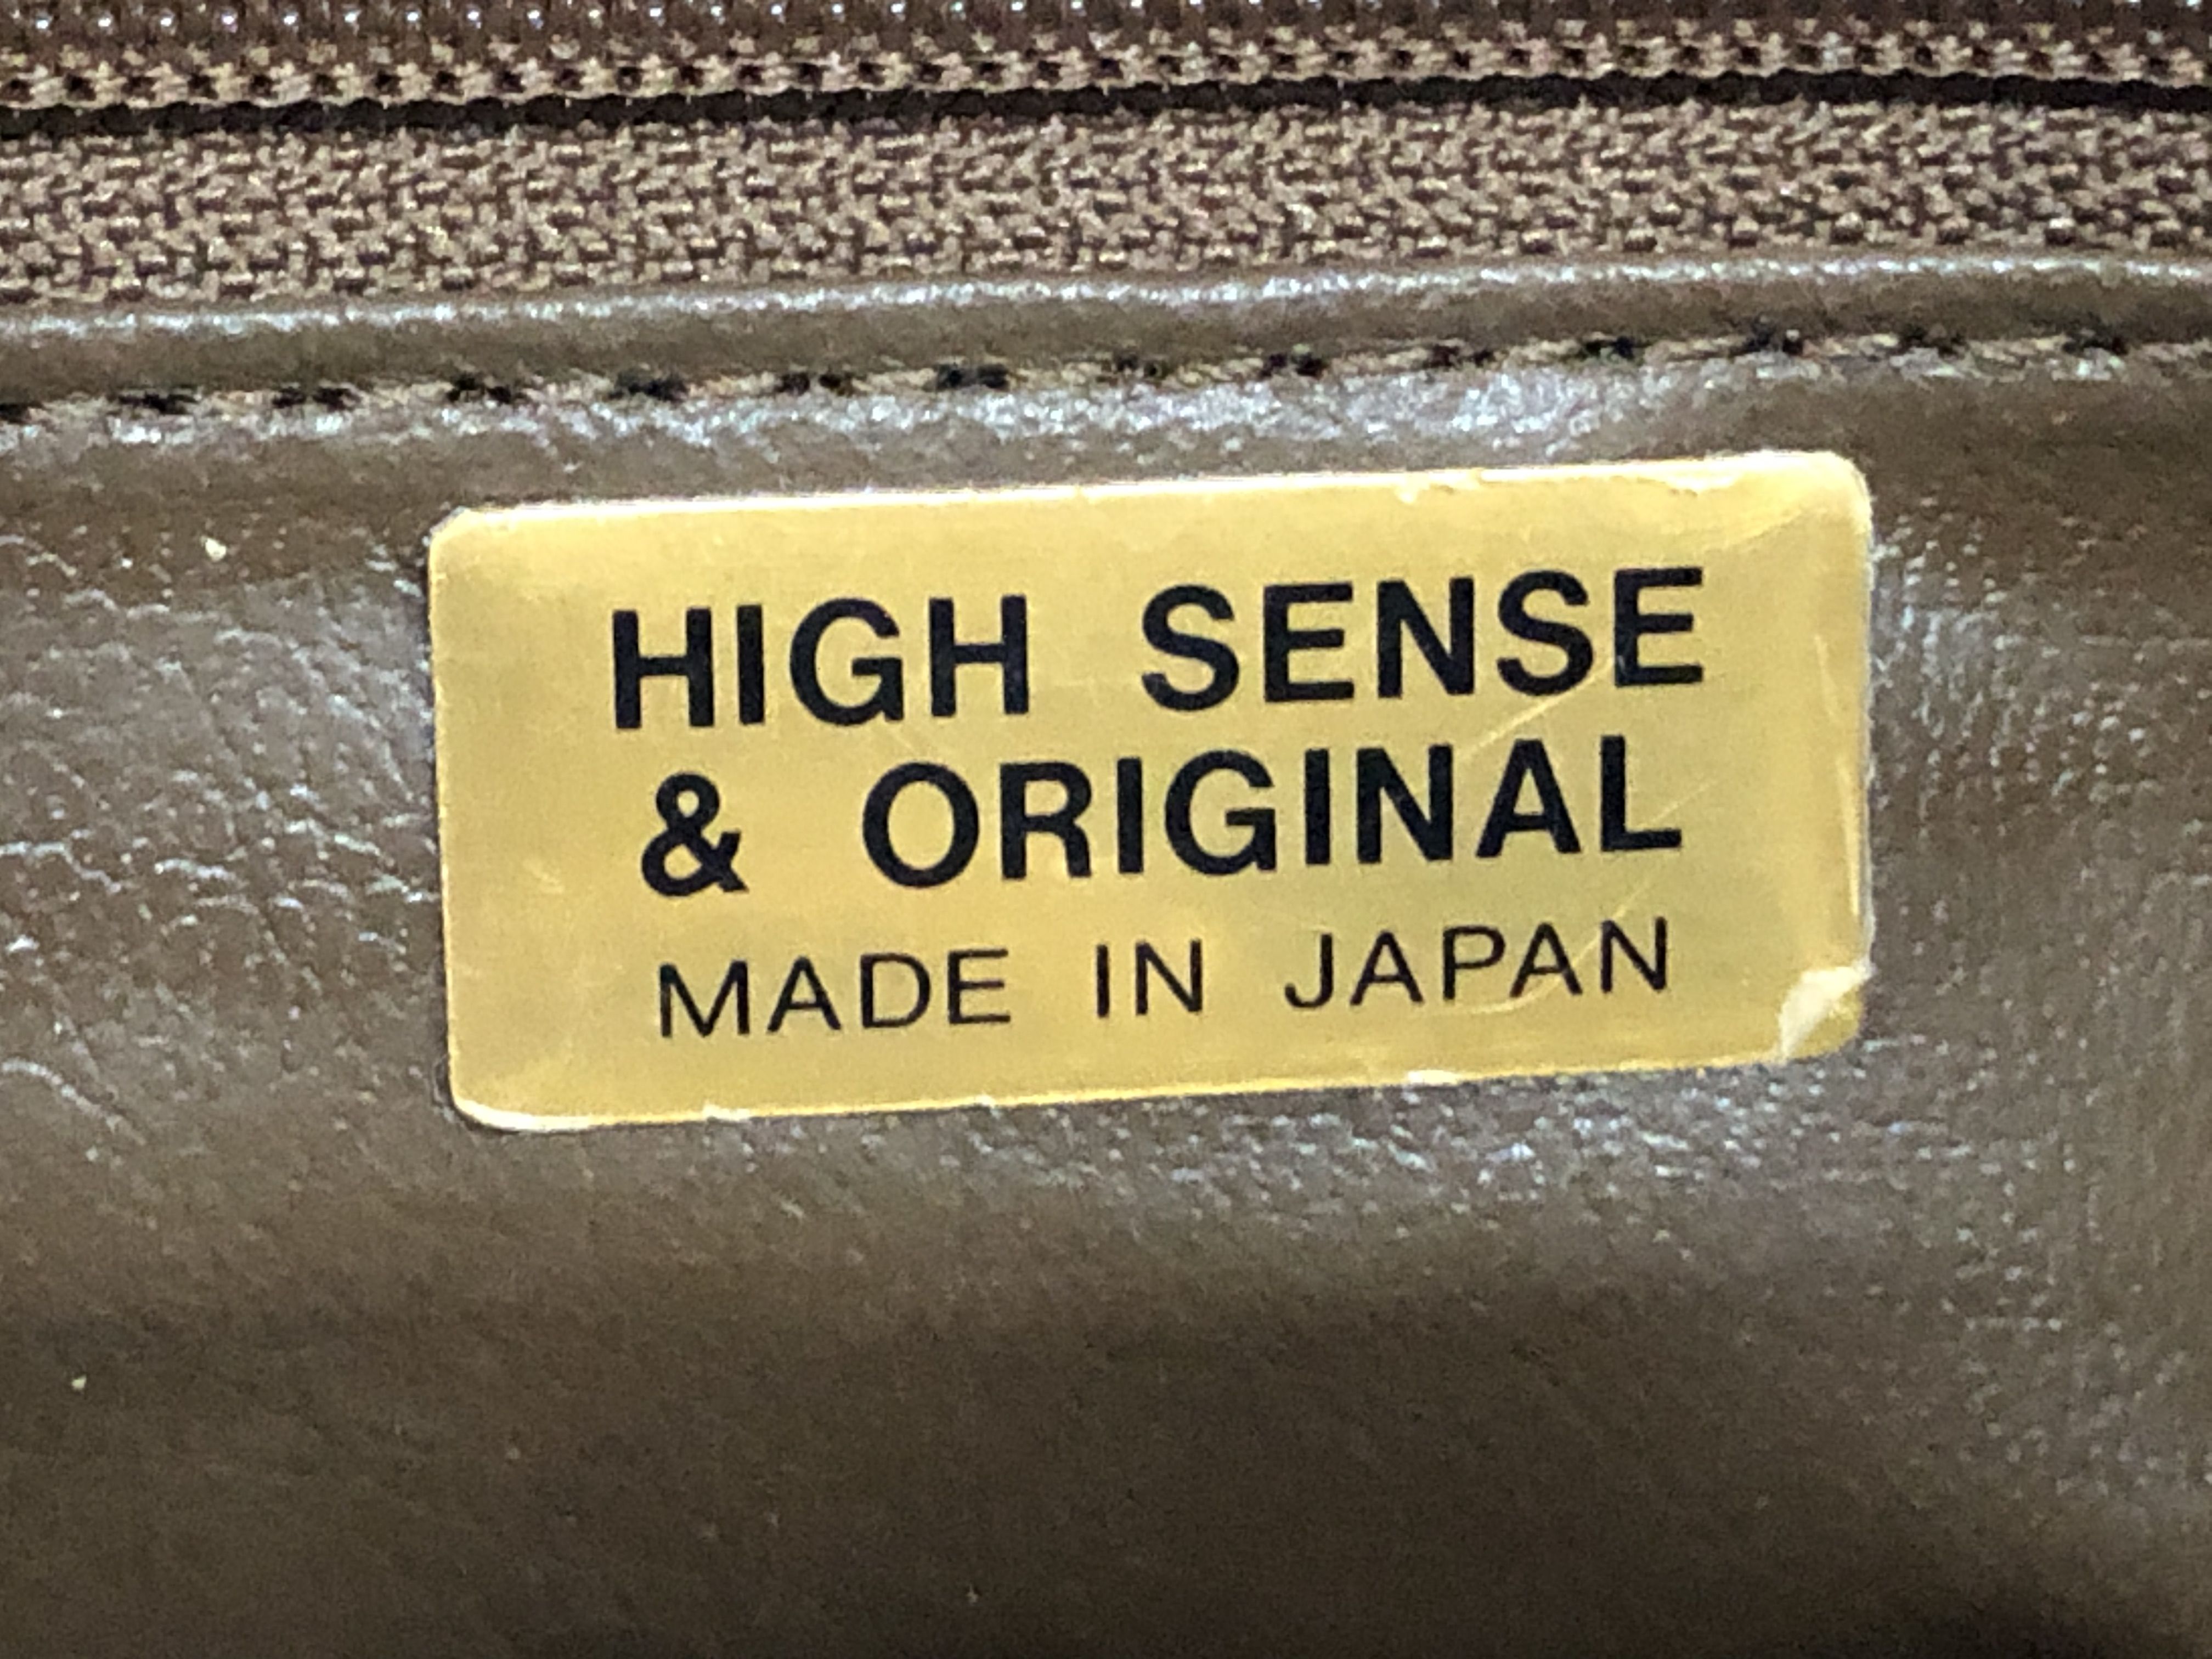 HIGH SENSE
& ORIGINAL
MADE IN JAPAN